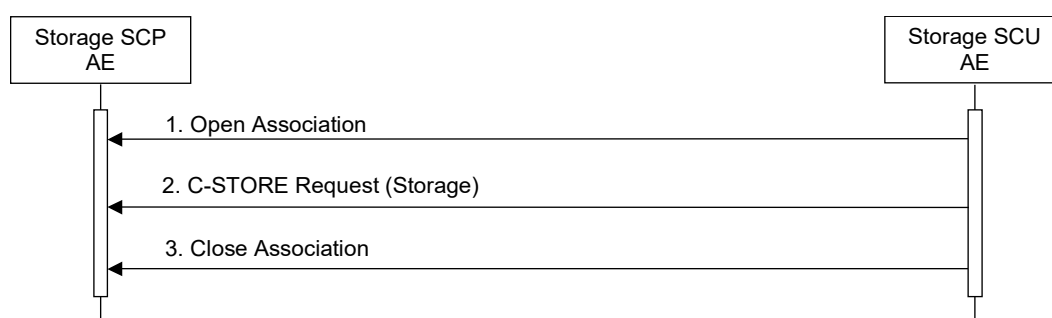 Storage SCP
AE
Storage SCU
AE
1. Open Association
2. C-STORE Request (Storage)
3. Close Association